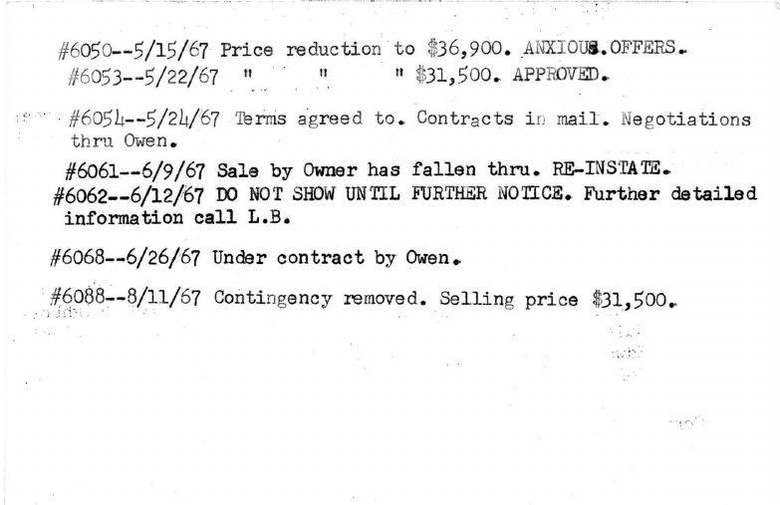 #6050--5/15/67 Price reduction to $36,900. ANXIOUS.OFFERS.
#6053--5/22/67 " " " $31,500. APPROVED.
#6054--5/24/67 Terms agreed to. Contracts in mail. Negotiations
thru Owen.
#6061--6/9/67 Sale by Owner has fallen thru. RE-INSTATE.
#6062--6/12/67 DO NOT SHOW UNTIL FURTHER NOTICE. Further detailed
information call L.B.
#6068--6/26/67 Under contract by Owen.
#6088--8/11/67 Contingency removed. Selling price $31,500.